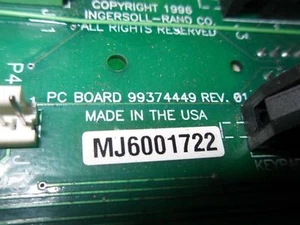 COPYRIGHT 1996
INGERSOLL-RAND CO.
ALL RIGHTS RESERVED
P4
1
PC BOARD 99374449 REV. 01
MADE IN THE USA
MJ6001722